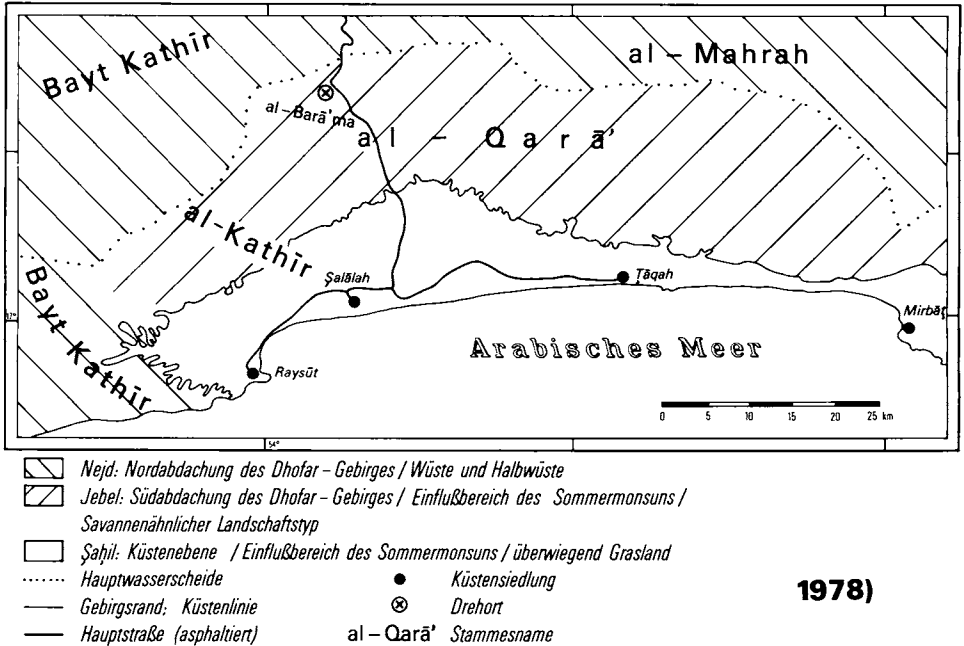 Bayt Kathīr
al – Mahrah
al – Barā'ma
al – Qarā'
al–Kathīr
Bayt Kathīr
Ṣalālah
Ṭāqah
Mirbāṭ
17°
Raysūt
Arabisches Meer
0 5 10 15 20 25 km
54°
Nejd: Nordabdachung des Dhofar – Gebirges / Wüste und Halbwüste
Jebel: Südabdachung des Dhofar – Gebirges / Einflußbereich des Sommermonsuns /
Savannenähnlicher Landschaftstyp
Ṣaḥil: Küstenebene / Einflußbereich des Sommermonsuns / überwiegend Grasland
Hauptwasserscheide
Küstensiedlung
1978)
Gebirgsrand; Küstenlinie
Drehort
Hauptstraße (asphaltiert)
al – Qarā' Stammesname